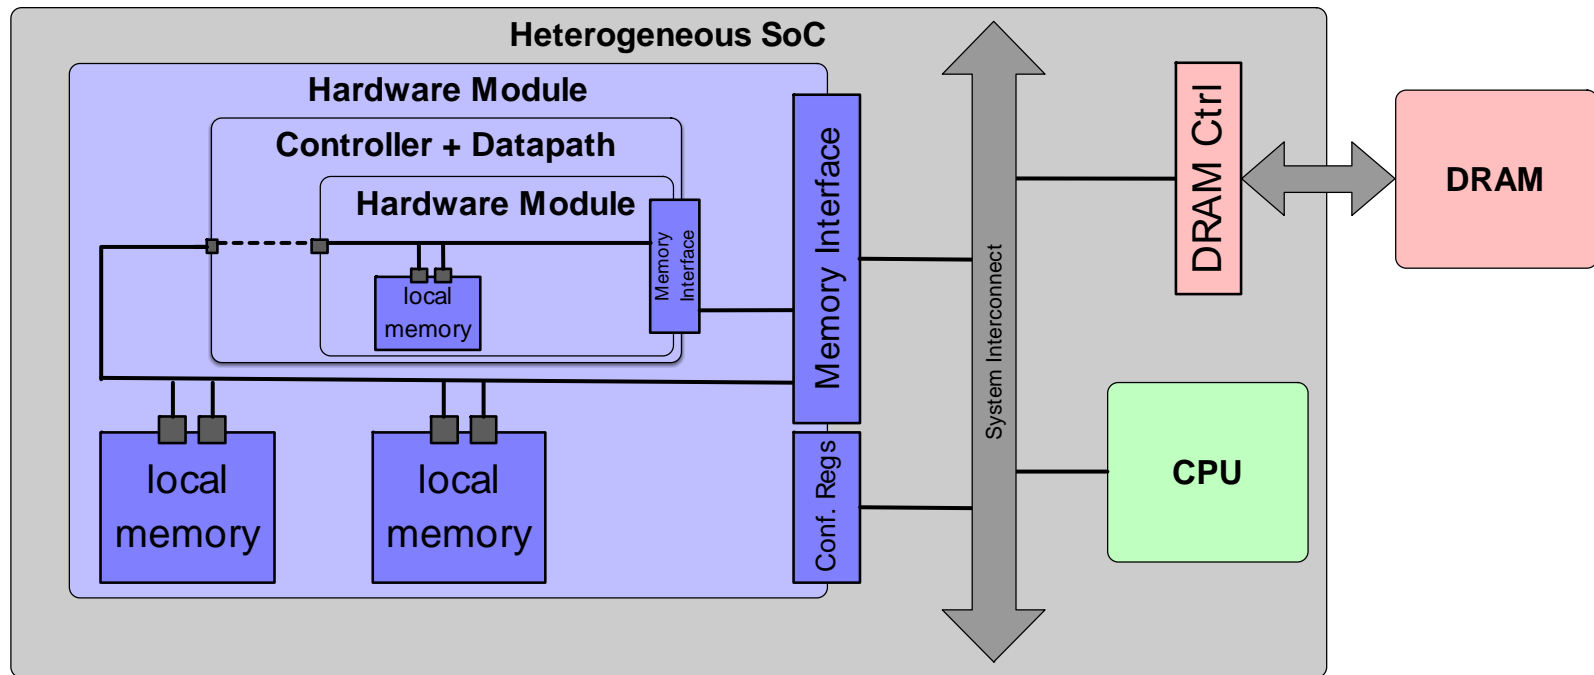 Heterogeneous SoC
Hardware Module
Controller + Datapath
Hardware Module
local
memory
Memory
Interface
Memory Interface
local
memory
local
memory
Conf. Regs
System Interconnect
DRAM Ctrl
DRAM
CPU